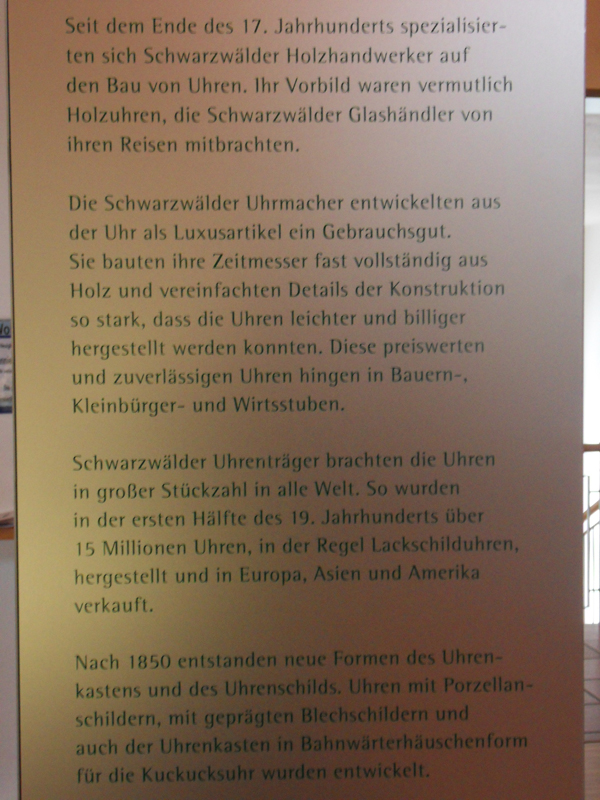 Seit dem Ende des 17. Jahrhunderts spezialisier-
ten sich Schwarzwälder Holzhandwerker auf
den Bau von Uhren. Ihr Vorbild waren vermutlich
Holzuhren, die Schwarzwälder Glashändler von
ihren Reisen mitbrachten.
Die Schwarzwälder Uhrmacher entwickelten aus
der Uhr als Luxusartikel ein Gebrauchsgut.
Sie bauten ihre Zeitmesser fast vollständig aus
Holz und vereinfachten Details der Konstruktion
so stark, dass die Uhren leichter und billiger
hergestellt werden konnten. Diese preiswerten
und zuverlässigen Uhren hingen in Bauern-,
Kleinbürger- und Wirtsstuben.
Schwarzwälder Uhrenträger brachten die Uhren
in großer Stückzahl in alle Welt. So wurden
in der ersten Hälfte des 19. Jahrhunderts über
15 Millionen Uhren, in der Regel Lackschilduhren,
hergestellt und in Europa, Asien und Amerika
verkauft.
Nach 1850 entstanden neue Formen des Uhren-
kastens und des Uhrenschilds. Uhren mit Porzellan-
schildern, mit geprägten Blechschildern und
auch der Uhrenkasten in Bahnwärterhäuschenform
für die Kuckucksuhr wurden entwickelt.